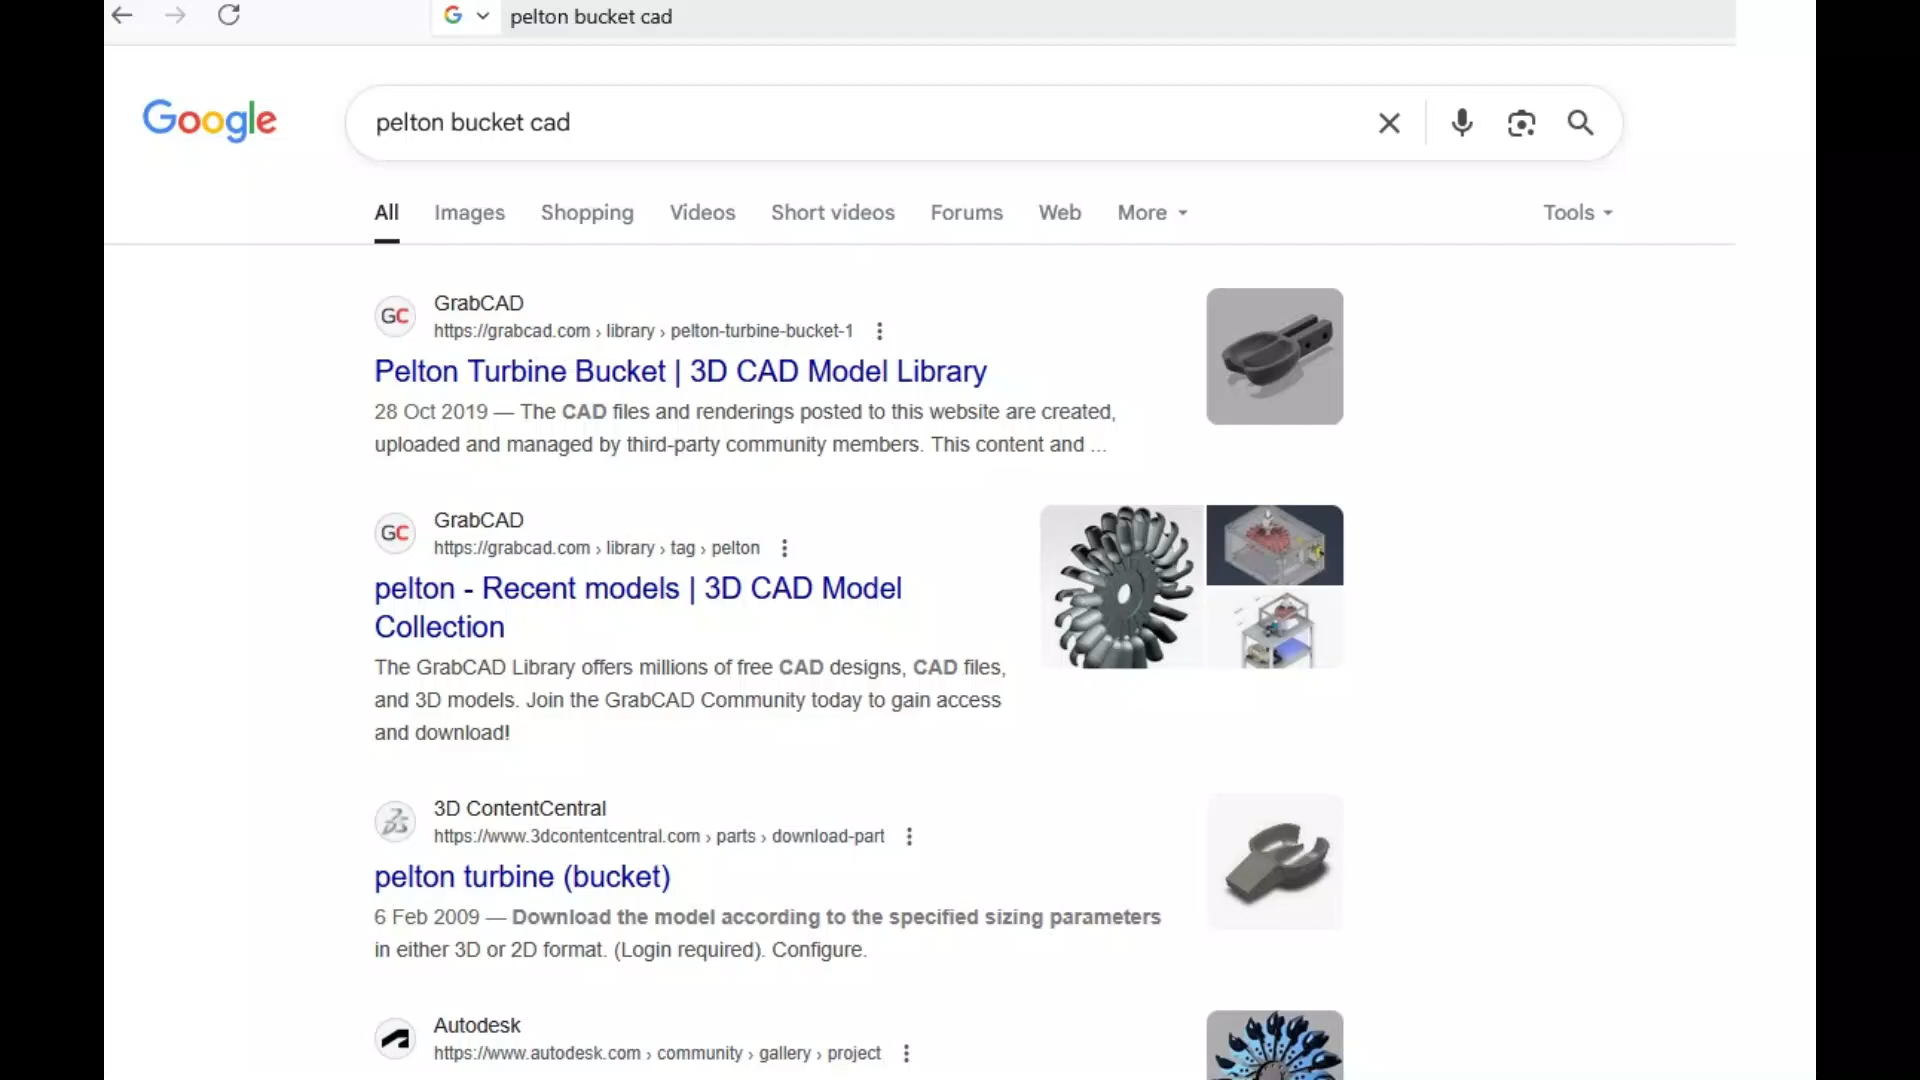 pelton bucket cad
Google
pelton bucket cad
All Images Shopping Videos Short videos Forums Web More Tools
GC
GrabCAD
https://grabcad.com › library › pelton-turbine-bucket-1
Pelton Turbine Bucket | 3D CAD Model Library
28 Oct 2019 — The CAD files and renderings posted to this website are created,
uploaded and managed by third-party community members. This content and ...
GC
GrabCAD
https://grabcad.com › library › tag › pelton
pelton - Recent models | 3D CAD Model
Collection
The GrabCAD Library offers millions of free CAD designs, CAD files,
and 3D models. Join the GrabCAD Community today to gain access
and download!
3D ContentCentral
https://www.3dcontentcentral.com › parts › download-part
pelton turbine (bucket)
6 Feb 2009 — Download the model according to the specified sizing parameters
in either 3D or 2D format. (Login required). Configure.
Autodesk
https://www.autodesk.com › community › gallery › project